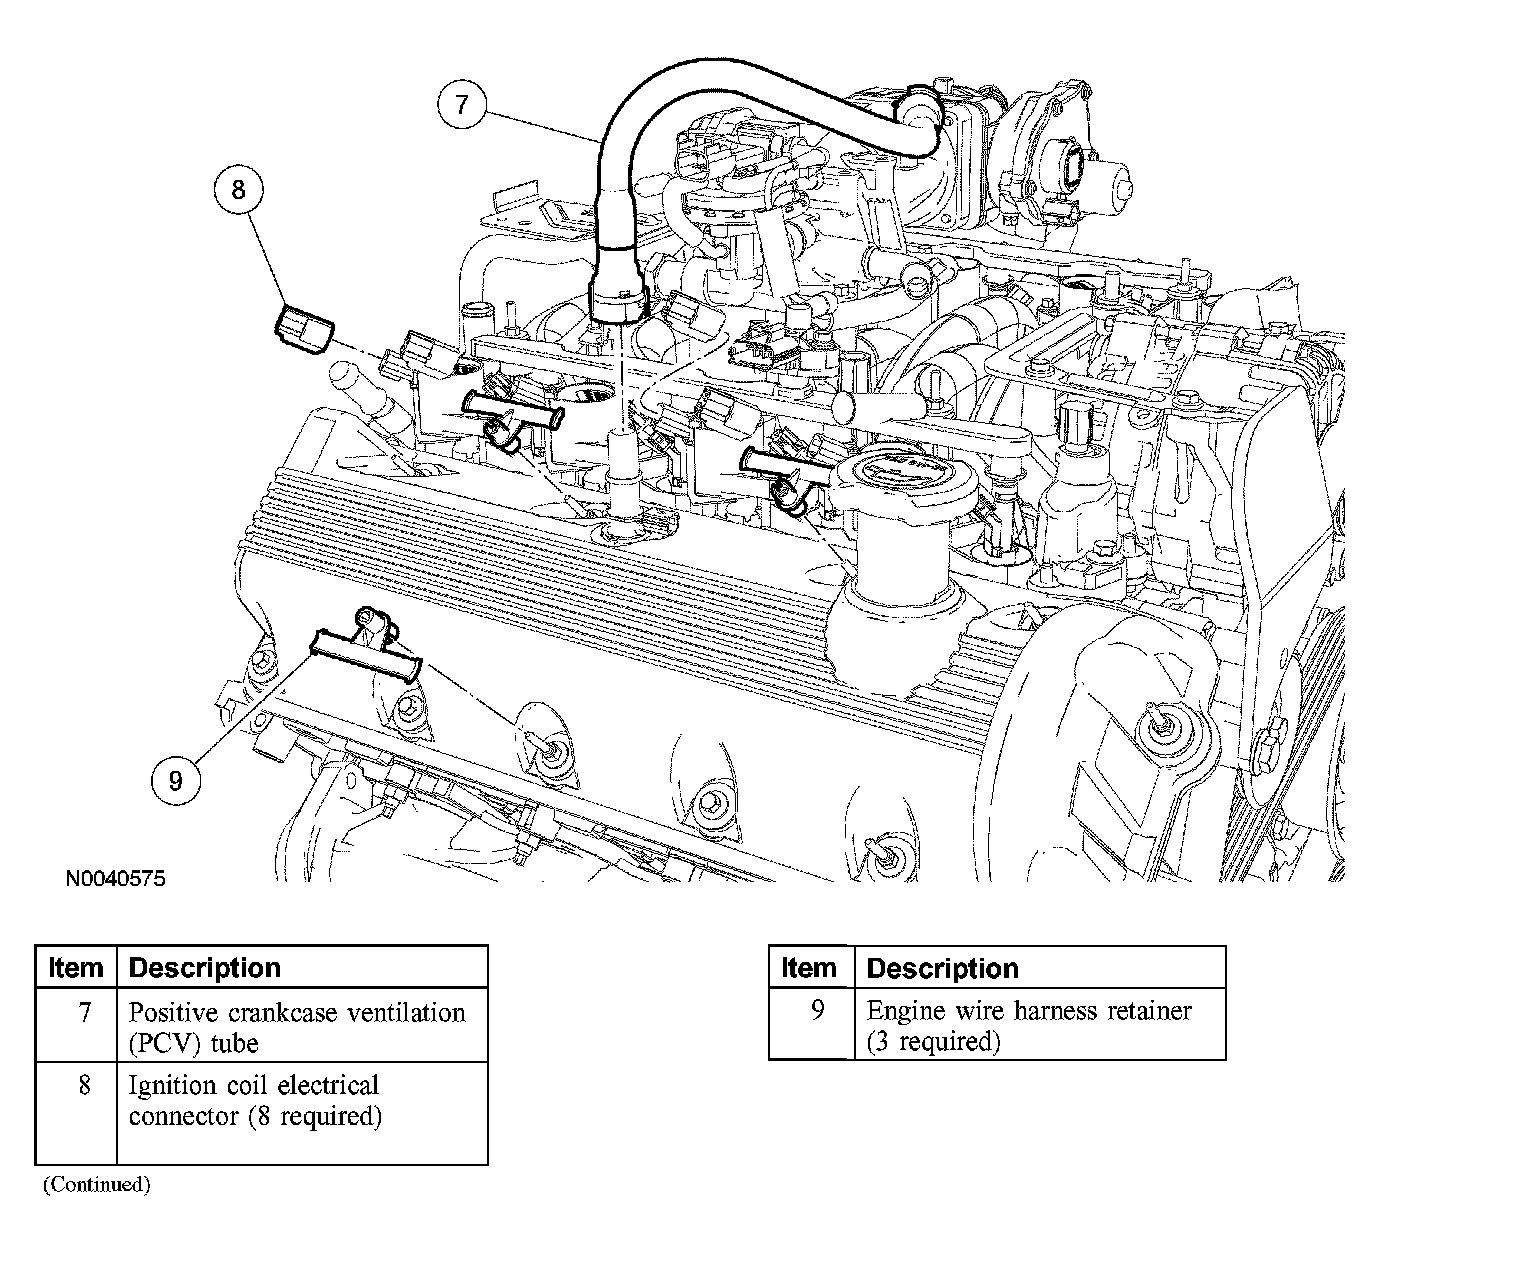 7
8
9
N0040575
Item Description
7 Positive crankcase ventilation
(PCV) tube
8 Ignition coil electrical
connector (8 required)
(Continued)
Item Description
9 Engine wire harness retainer
(3 required)